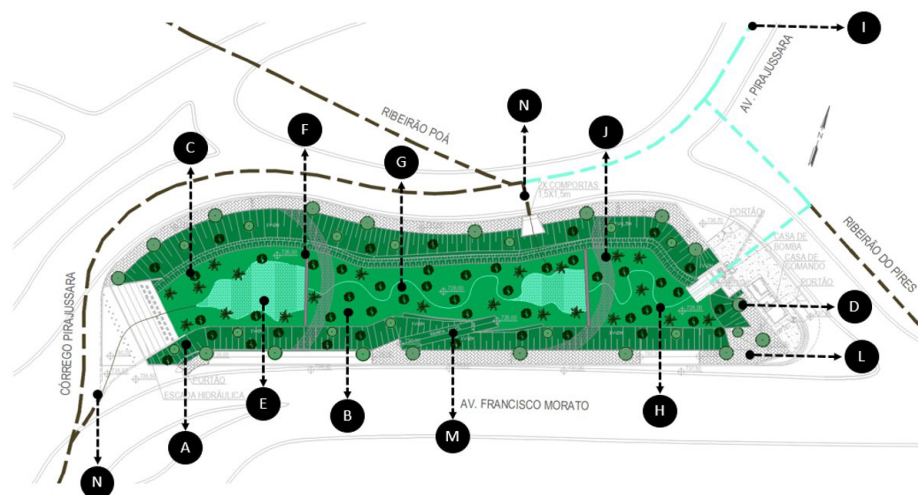 I
AV. PIRAJUSSARA
RIBEIRÃO POÁ
N
F
J
C
G
N
2X COMPORTAS
1,5X1,5m
PORTÃO
CASA DE
BOMBA
CASA DE
COMANDO
PORTÃO
RIBEIRÃO DO PIRES
D
L
CÓRREGO PIRAJUSSARA
PORTÃO
ESCADA HIDRÁULICA
AV. FRANCISCO MORATO
E
B
H
M
A
N